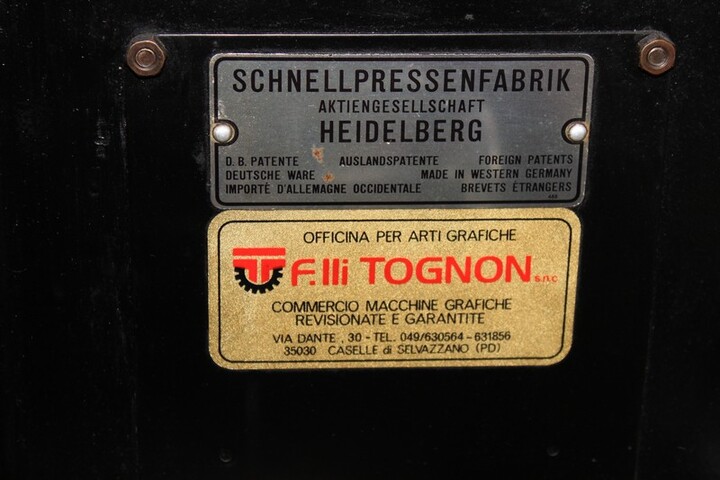 SCHNELLPRESSENFABRIK
AKTIENGESELLSCHAFT
HEIDELBERG
D.B. PATENTE AUSLANDSPATENTE FOREIGN PATENTS
DEUTSCHE WARE MADE IN WESTERN GERMANY
IMPORTÉ D'ALLEMAGNE OCCIDENTALE BREVETS ÉTRANGERS
OFFICINA PER ARTI GRAFICHE
F.lli TOGNON s.n.c
COMMERCIO MACCHINE GRAFICHE
REVISIONATE E GARANTITE
VIA DANTE , 30 - TEL. 049/630564 - 631856
35030 CASELLE di SELVAZZANO (PD)